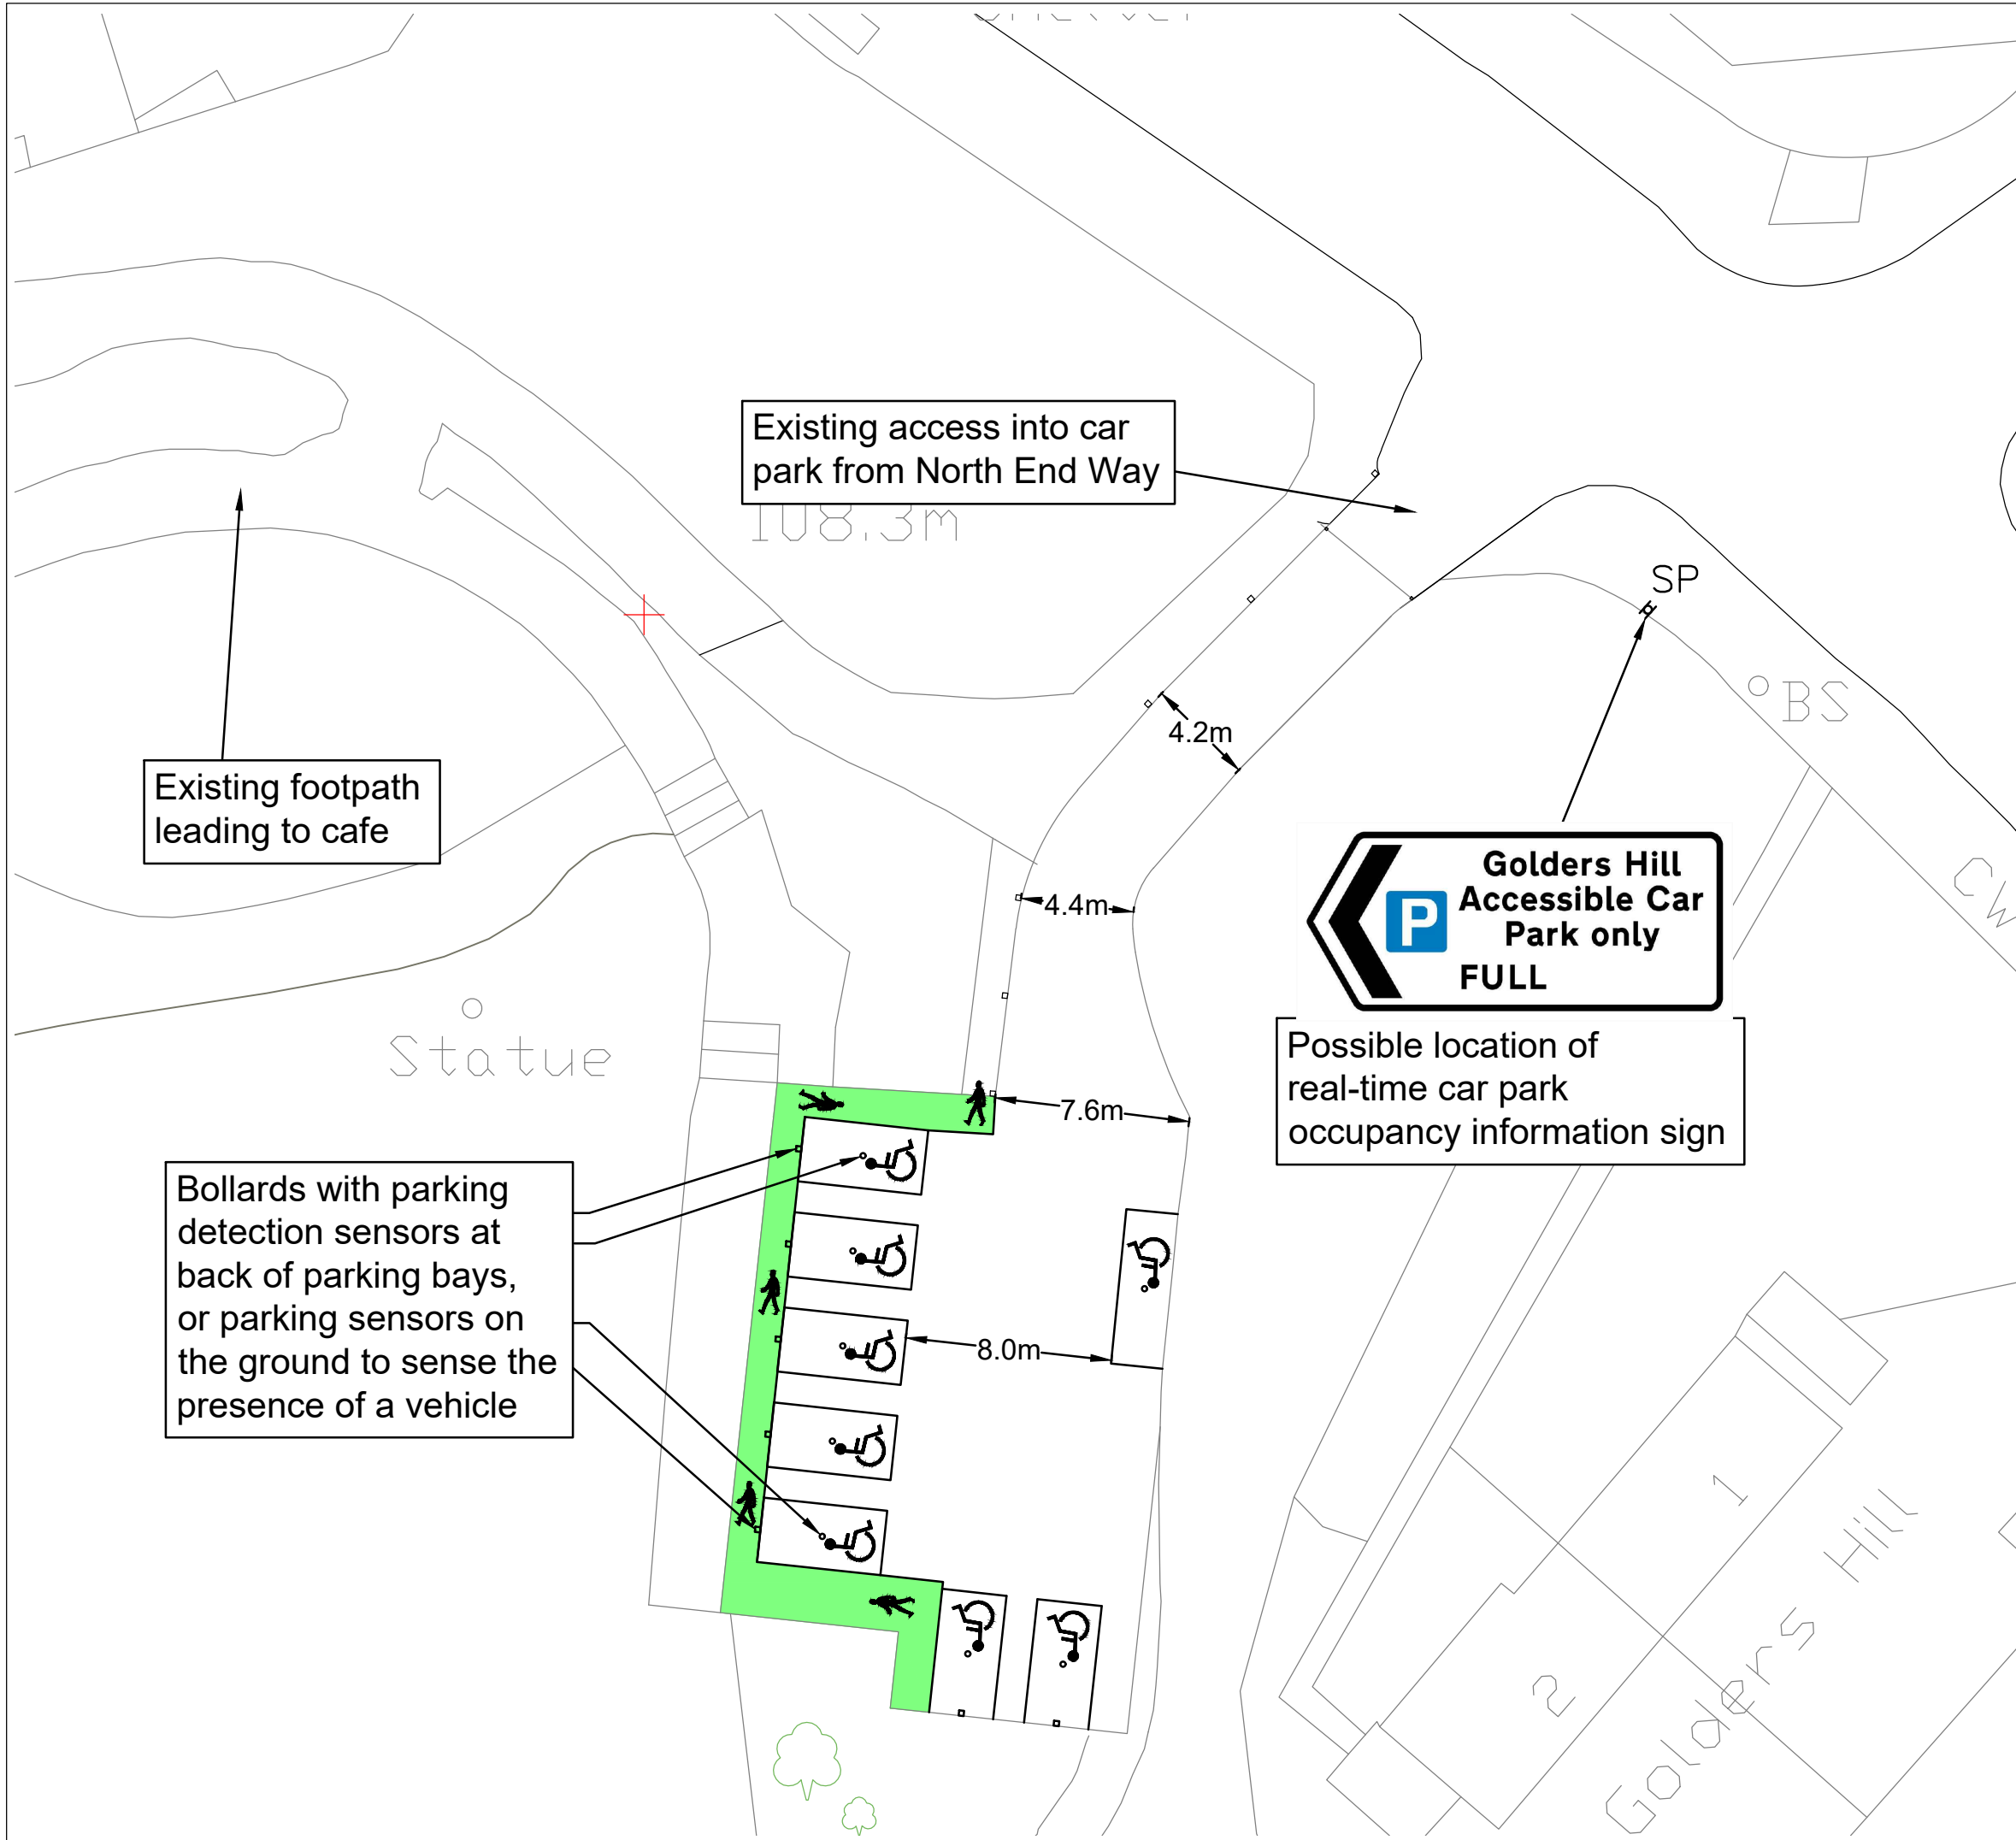 Existing access into car
park from North End Way
108.3m
SP
BS
4.2m
Existing footpath
leading to cafe
Golders Hill
Accessible Car
Park only
P
FULL
CW
4.4m
Statue
Possible location of
real-time car park
occupancy information sign
7.6m
Bollards with parking
detection sensors at
back of parking bays,
or parking sensors on
the ground to sense the
presence of a vehicle
8.0m
1
2
Golders Hill